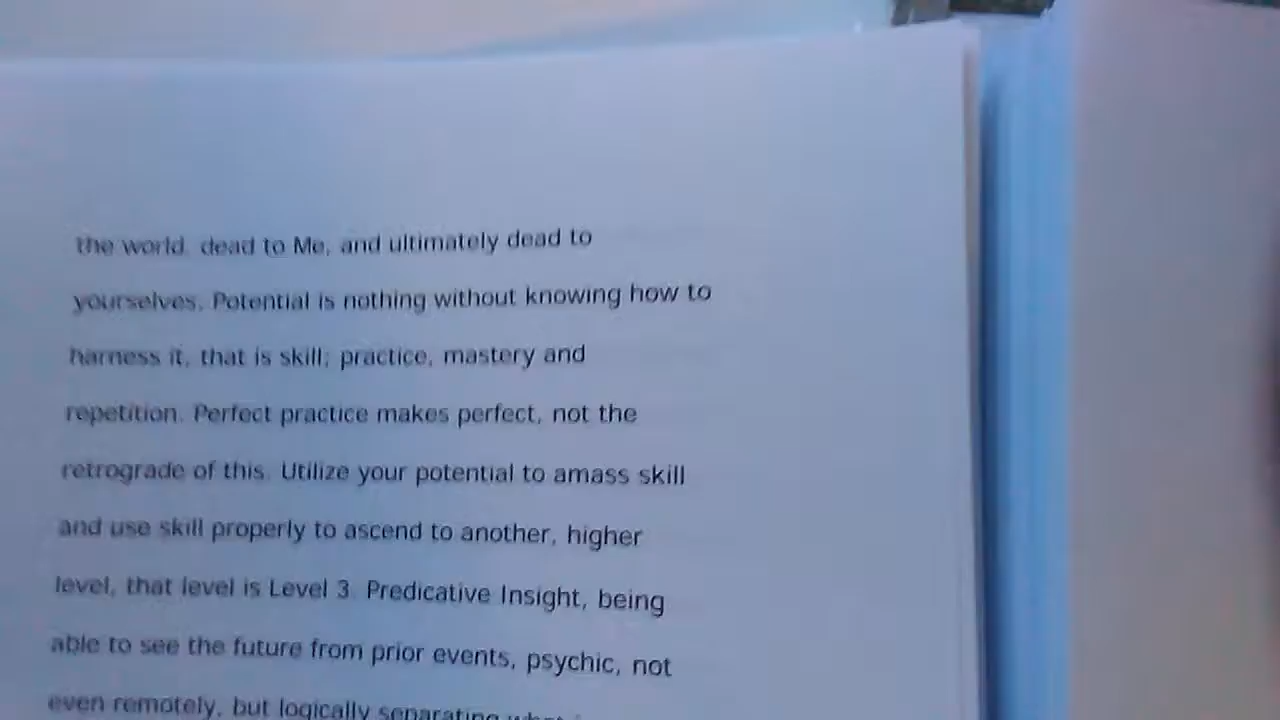 the world, dead to Me, and ultimately dead to
yourselves. Potential is nothing without knowing how to
harness it, that is skill; practice, mastery and
repetition. Perfect practice makes perfect, not the
retrograde of this. Utilize your potential to amass skill
and use skill properly to ascend to another, higher
level, that level is Level 3. Predicative Insight, being
able to see the future from prior events, psychic, not
even remotely, but logically separating